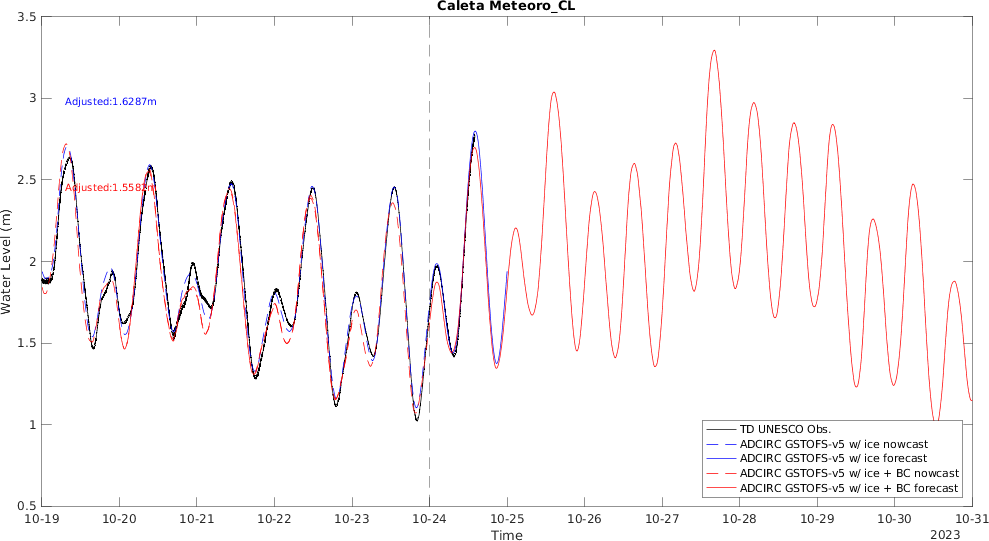 Caleta Meteoro_CL
3.5
3
2.5
2
1.5
1
0.5
Water Level (m)
Adjusted:1.6287m
Adjusted:1.5582m
TD UNESCO Obs.
ADCIRC GSTOFS-v5 w/ ice nowcast
ADCIRC GSTOFS-v5 w/ ice forecast
ADCIRC GSTOFS-v5 w/ ice + BC nowcast
ADCIRC GSTOFS-v5 w/ ice + BC forecast
10-19 10-20 10-21 10-22 10-23 10-24 10-25 10-26 10-27 10-28 10-29 10-30 10-31
Time
2023